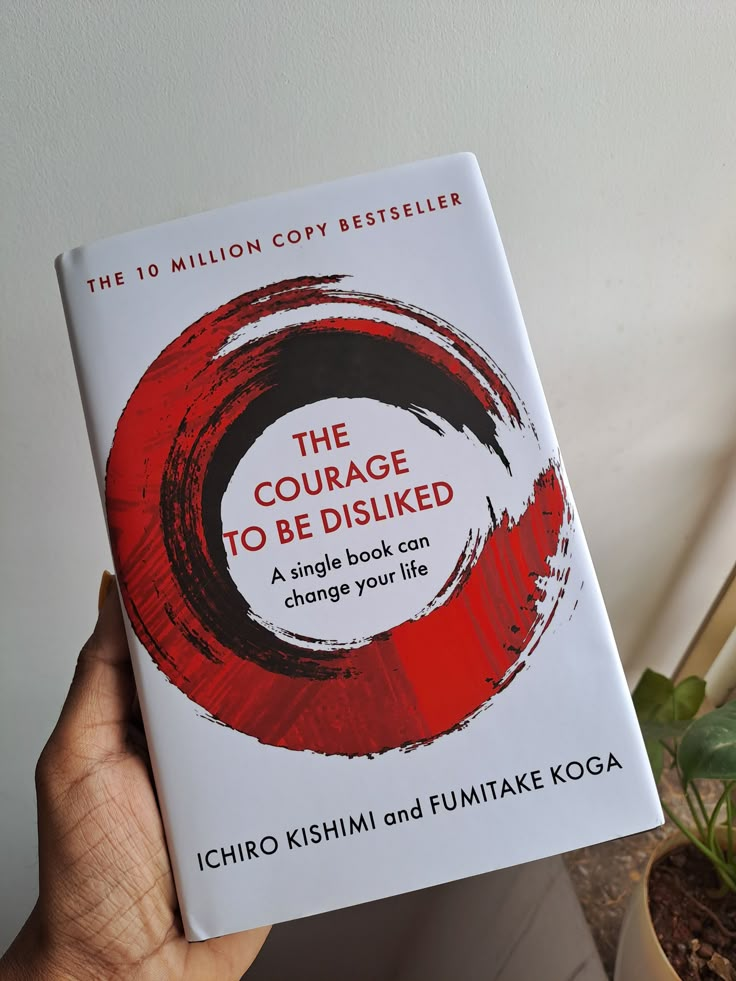 THE 10 MILLION COPY BESTSELLER
THE
COURAGE
TO BE DISLIKED
A single book can
change your life
ICHIRO KISHIMI and FUMITAKE KOGA